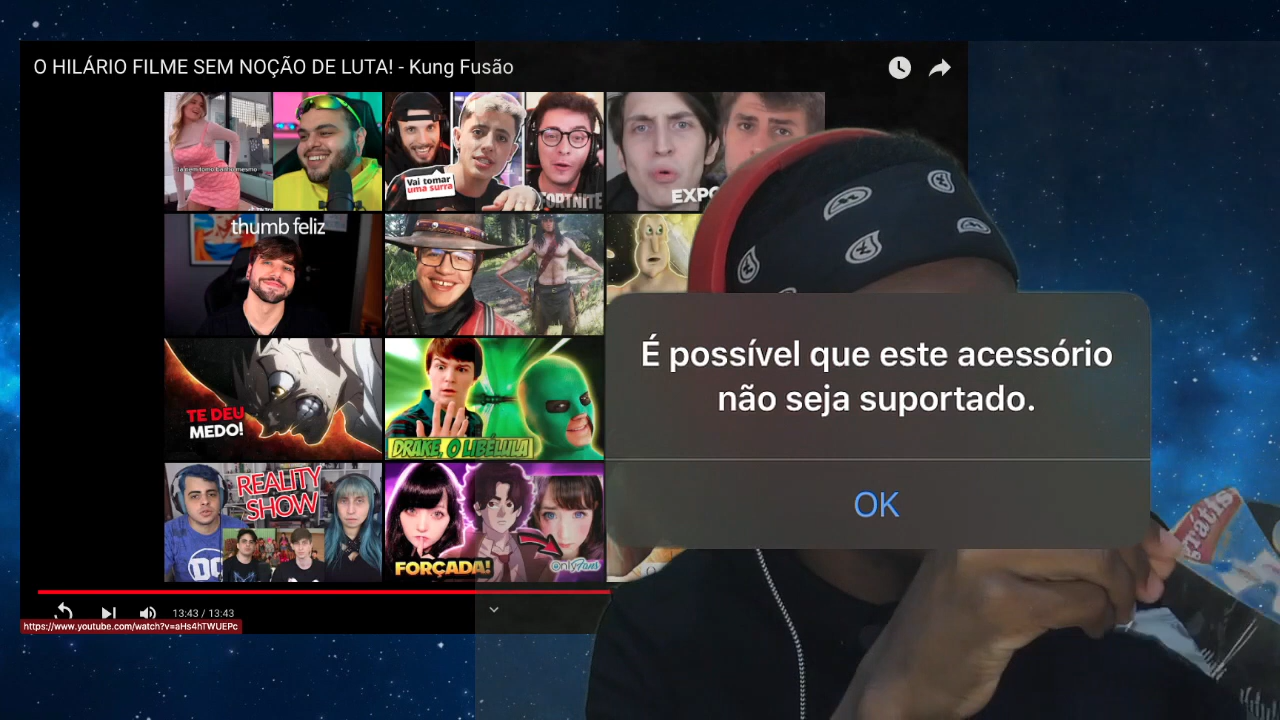 O HILÁRIO FILME SEM NOÇÃO DE LUTA! - Kung Fusão
Vai tomar
uma surra
FORTNITE
EXPO
thumb feliz
É possível que este acessório
não seja suportado.
OK
TE DEU
MEDO!
DRAKE, O LIBÉLULA
REALITY
SHOW
DC
FORÇADA!
onlyfans
grátis
13:43 / 13:43
https://www.youtube.com/watch?v=aHs4hTWUEPc